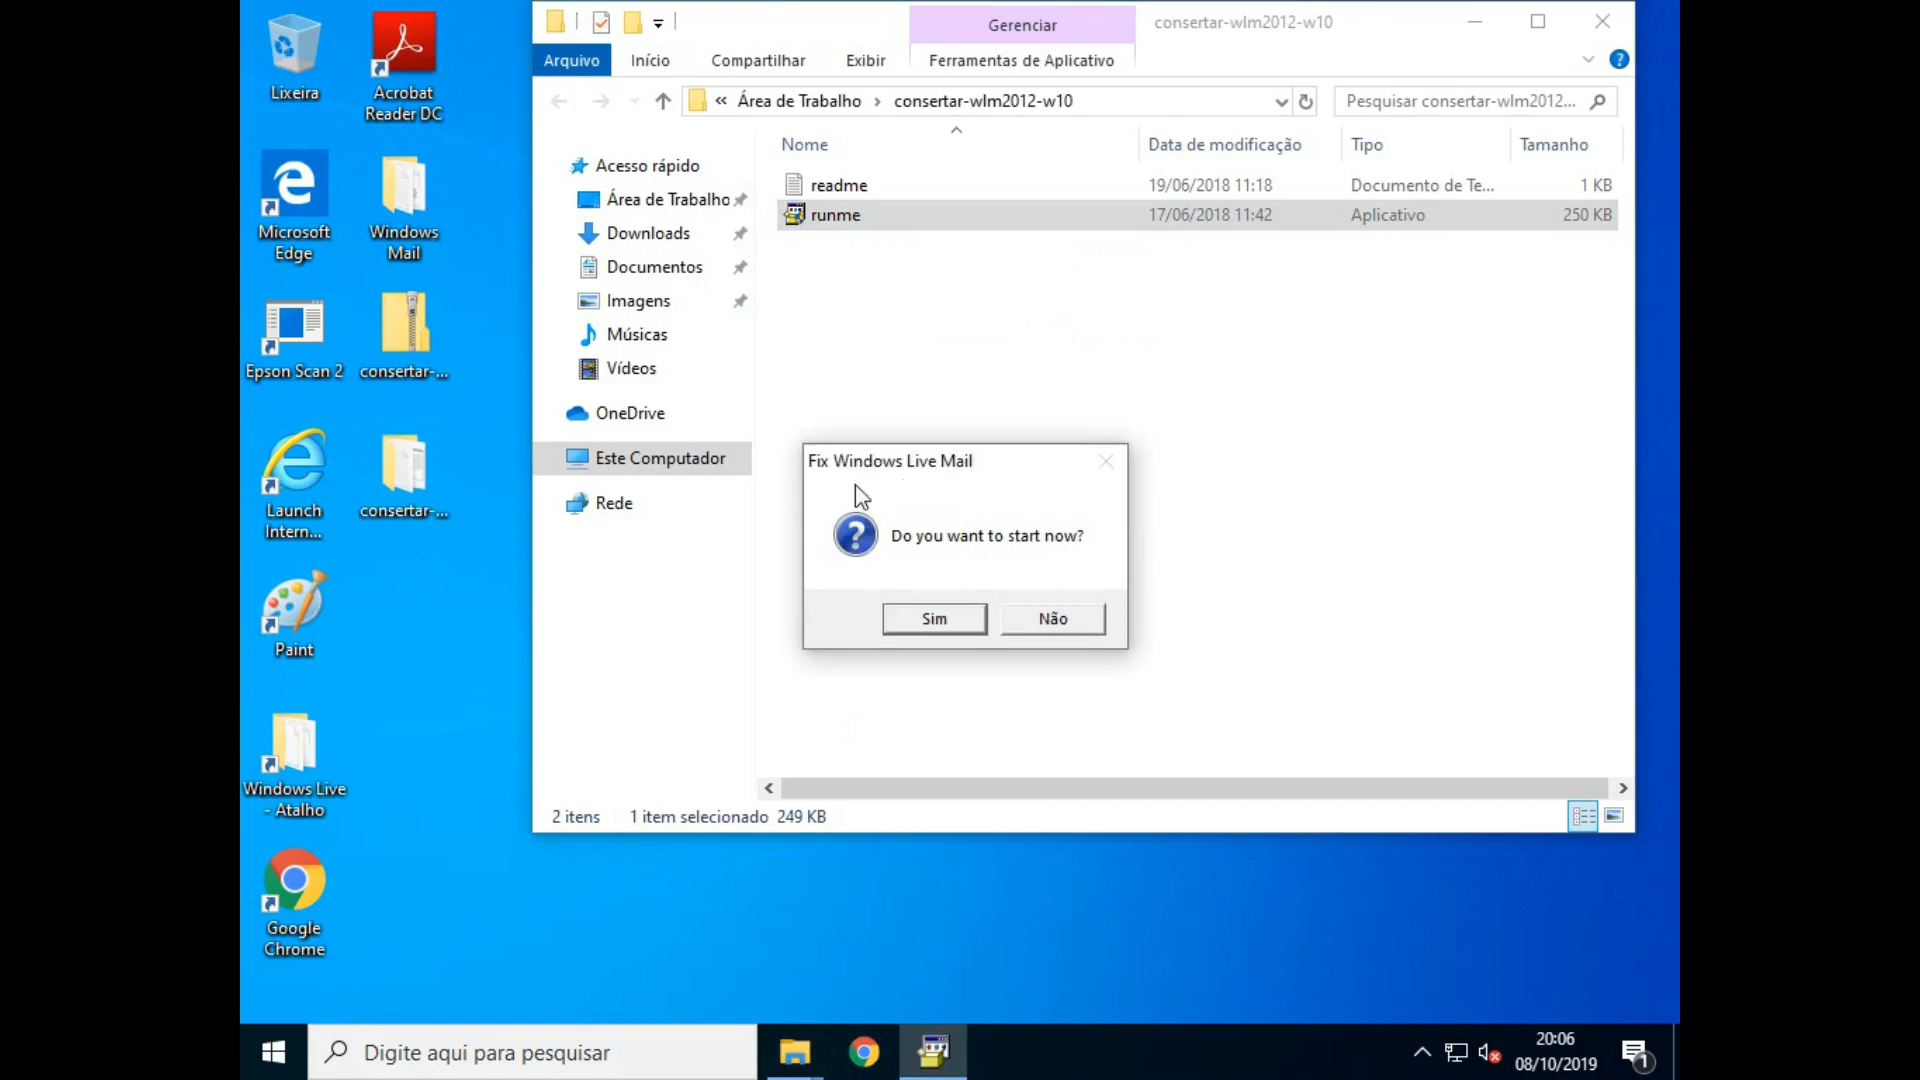 Lixeira
Acrobat
Reader DC
Microsoft
Edge
Windows
Mail
Epson Scan 2
consertar-...
Launch
Intern...
consertar-...
Paint
Windows Live
- Atalho
Google
Chrome
Gerenciar
consertar-wlm2012-w10
Arquivo
Início
Compartilhar
Exibir
Ferramentas de Aplicativo
?
« Área de Trabalho › consertar-wlm2012-w10
Pesquisar consertar-wlm2012...
Acesso rápido
Área de Trabalho
Downloads
Documentos
Imagens
Músicas
Vídeos
OneDrive
Este Computador
Rede
Nome Data de modificação Tipo Tamanho
readme 19/06/2018 11:18 Documento de Te... 1 KB
runme 17/06/2018 11:42 Aplicativo 250 KB
Fix Windows Live Mail
Do you want to start now?
Sim Não
2 itens 1 item selecionado 249 KB
Digite aqui para pesquisar
20:06
08/10/2019
1